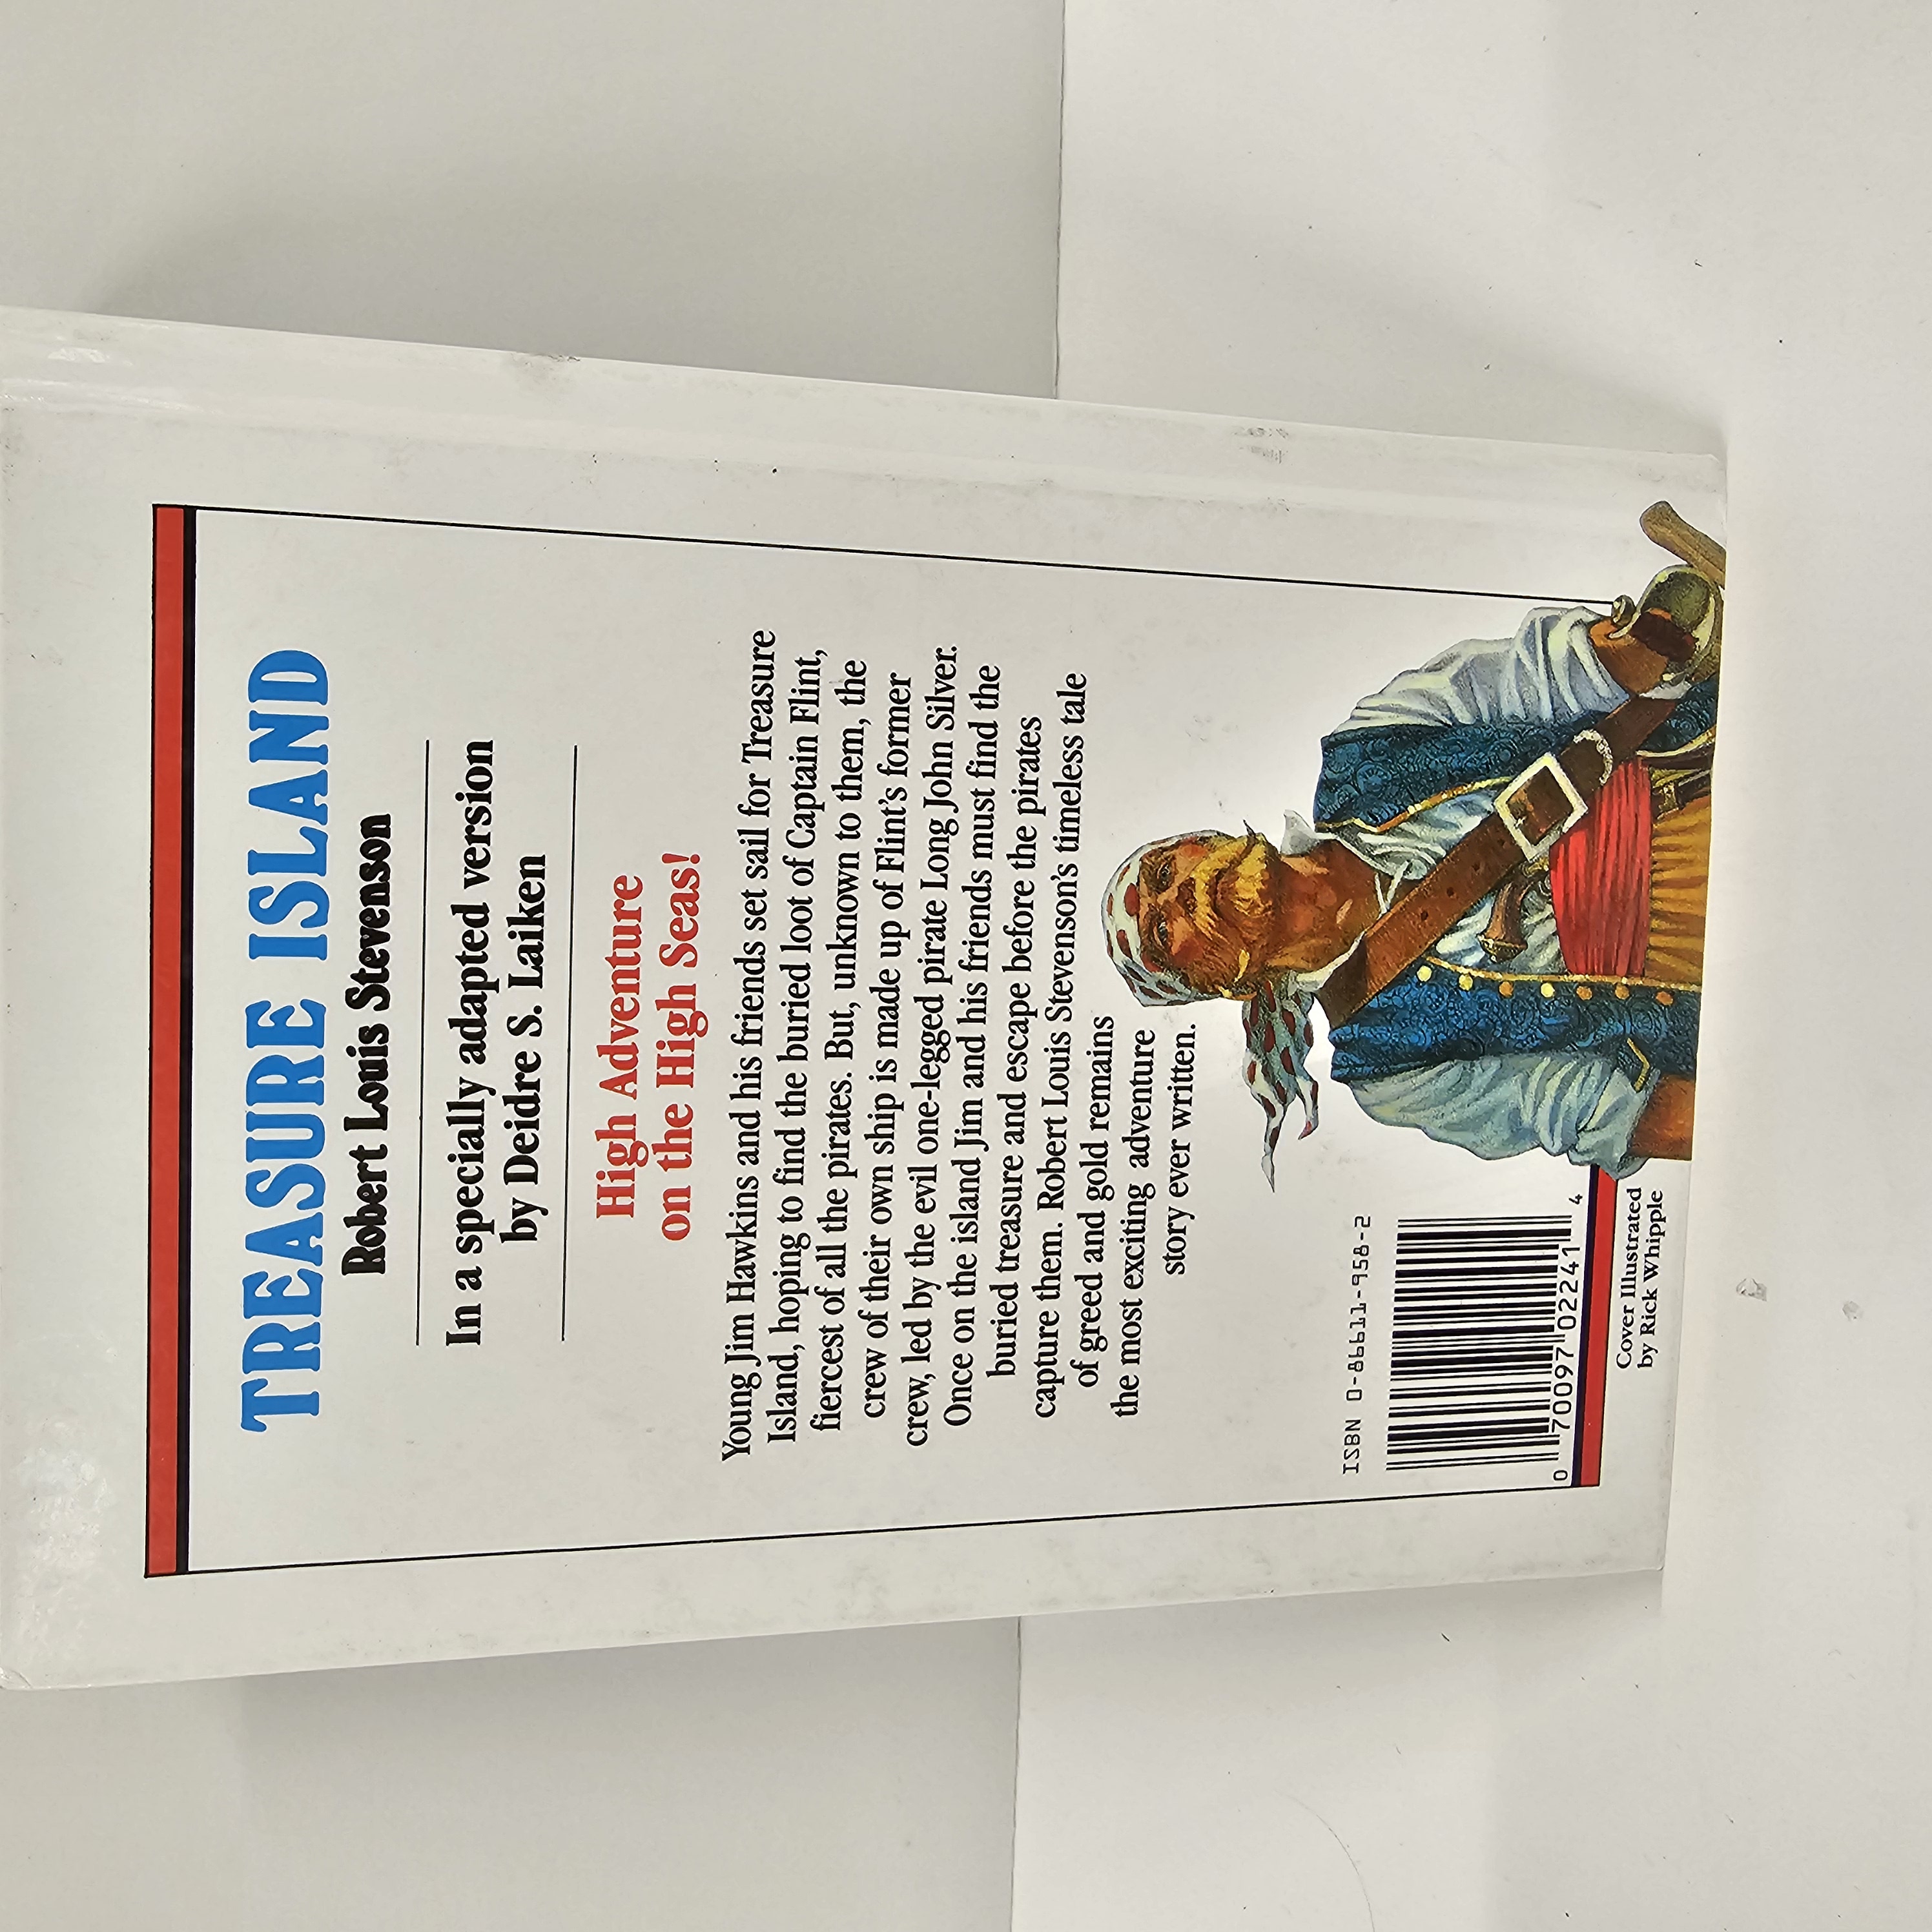 TREASURE ISLAND
Robert Louis Stevenson
In a specially adapted version
by Deidre S. Laiken
High Adventure
on the High Seas!
Young Jim Hawkins and his friends set sail for Treasure
Island, hoping to find the buried loot of Captain Flint,
fiercest of all the pirates. But, unknown to them, the
crew of their own ship is made up of Flint's former
crew, led by the evil one-legged pirate Long John Silver.
Once on the island Jim and his friends must find the
buried treasure and escape before the pirates
capture them. Robert Louis Stevenson's timeless tale
of greed and gold remains
the most exciting adventure
story ever written.
ISBN 0-86611-958-2
0 70097 02241 4
Cover Illustrated
by Rick Whipple